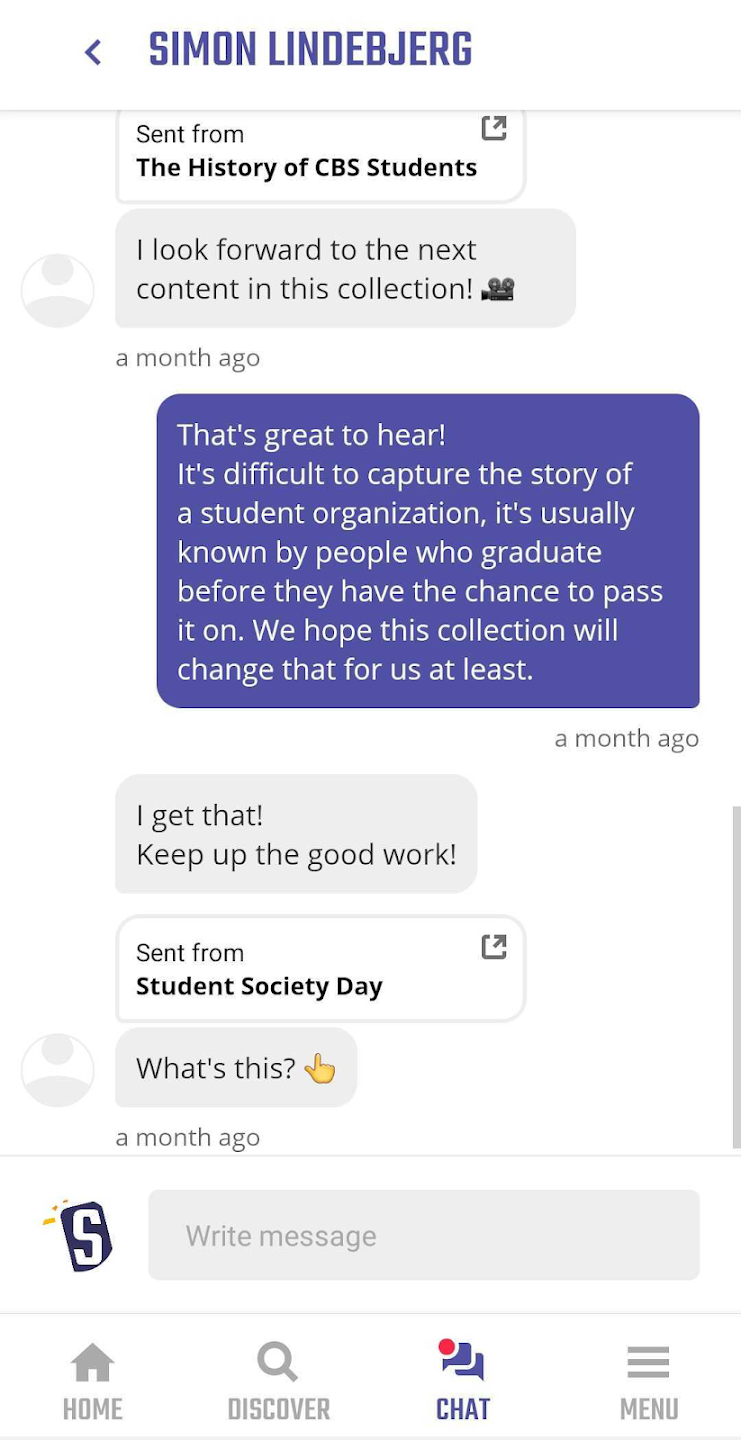 SIMON LINDEBJERG
Sent from
The History of CBS Students
I look forward to the next
content in this collection! 🎥
a month ago
That's great to hear!
It's difficult to capture the story of
a student organization, it's usually
known by people who graduate
before they have the chance to pass
it on. We hope this collection will
change that for us at least.
a month ago
I get that!
Keep up the good work!
Sent from
Student Society Day
What's this? 👆
a month ago
S
Write message
HOME
DISCOVER
CHAT
MENU